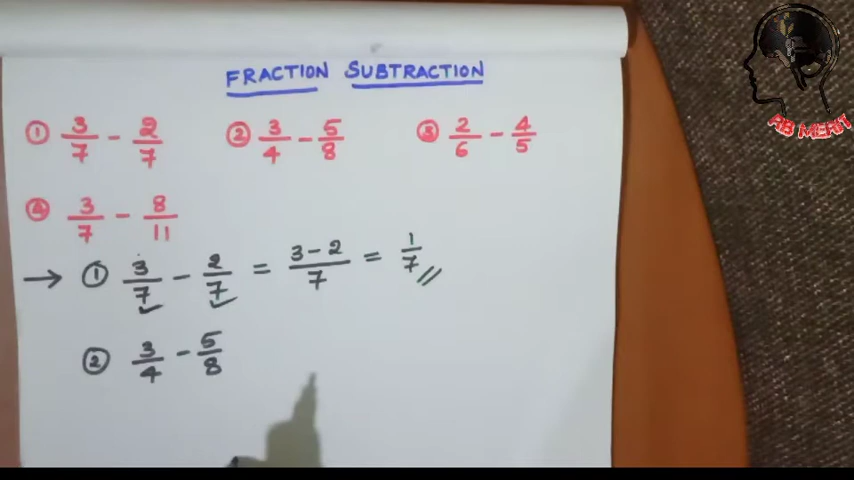 FRACTION SUBTRACTION
① 3/7 - 2/7 ② 3/4 - 5/8 ③ 2/6 - 4/5
④ 3/7 - 8/11
→ ① 3/7 - 2/7 = (3-2)/7 = 1/7 //
② 3/4 - 5/8
RB MERIT